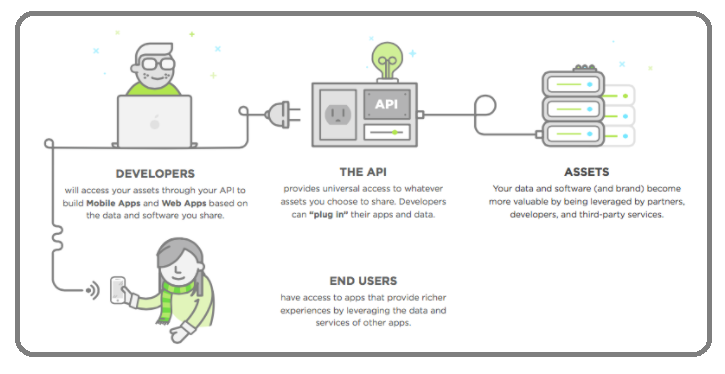 API
DEVELOPERS
will access your assets through your API to
build Mobile Apps and Web Apps based on
the data and software you share.
THE API
provides universal access to whatever
assets you choose to share. Developers
can "plug in" their apps and data.
ASSETS
Your data and software (and brand) become
more valuable by being leveraged by partners,
developers, and third-party services.
END USERS
have access to apps that provide richer
experiences by leveraging the data and
services of other apps.